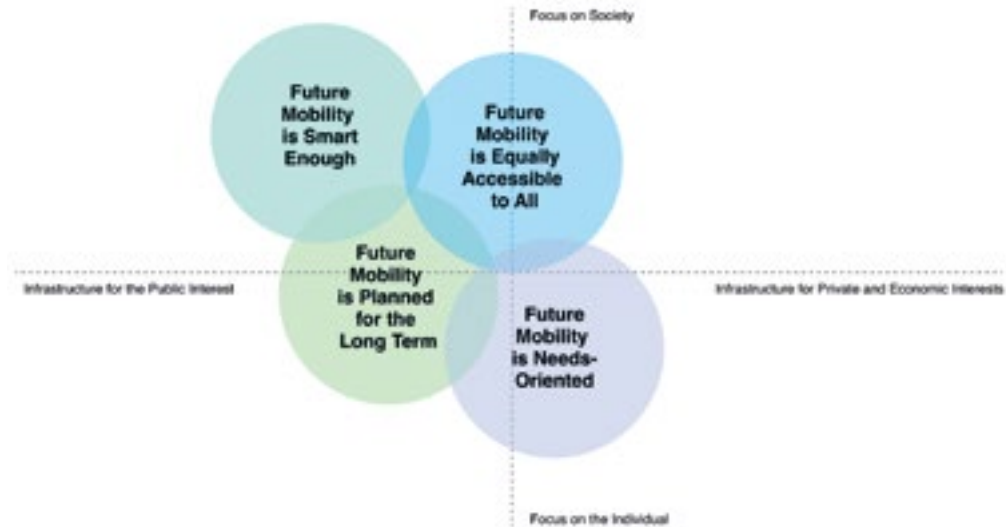 Focus on Society
Future
Mobility
is Smart
Enough
Future
Mobility
is Equally
Accessible
to All
Future
Mobility
is Planned
for the
Long Term
Infrastructure for the Public Interest
Infrastructure for Private and Economic Interests
Future
Mobility
is Needs-
Oriented
Focus on the Individual